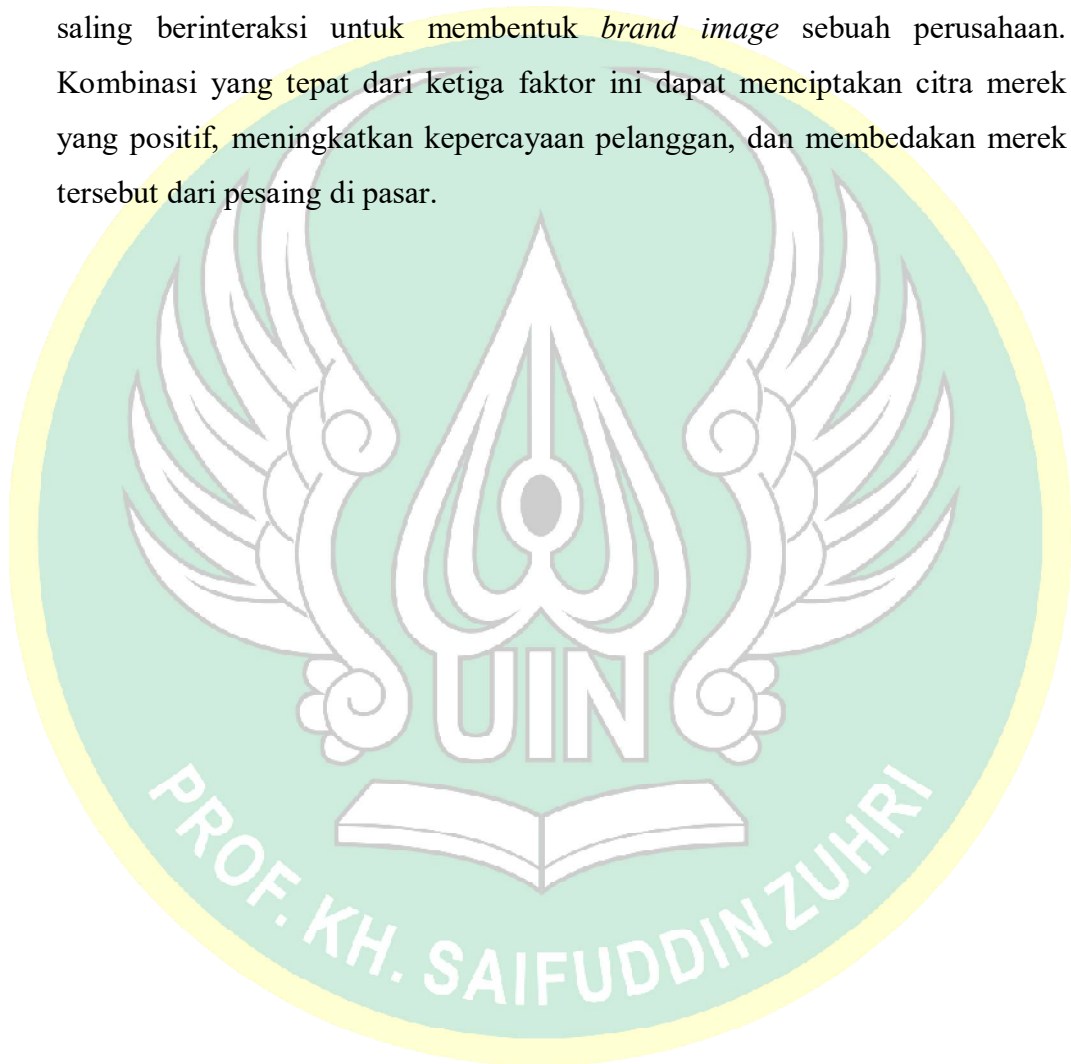 saling berinteraksi untuk membentuk brand image sebuah perusahaan.
Kombinasi yang tepat dari ketiga faktor ini dapat menciptakan citra merek
yang positif, meningkatkan kepercayaan pelanggan, dan membedakan merek
tersebut dari pesaing di pasar.
UIN
PROF. KH. SAIFUDDIN ZUHRI